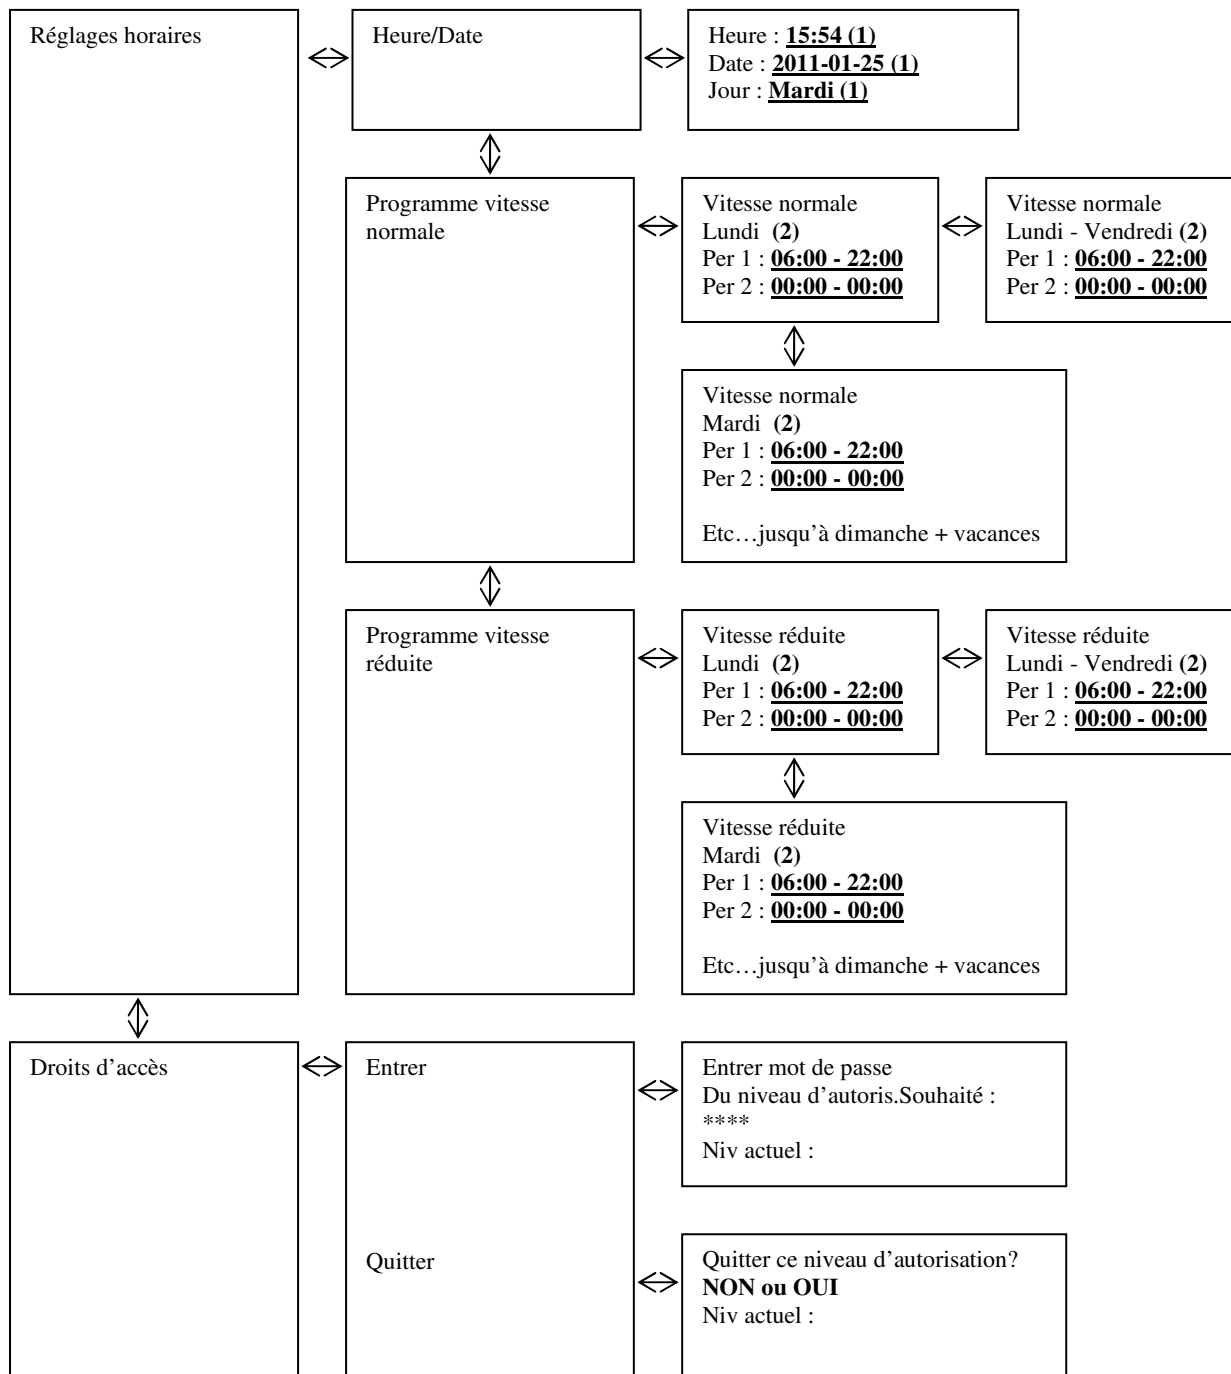 Réglages horaires
Heure/Date
Heure : 15:54 (1)
Date : 2011-01-25 (1)
Jour : Mardi (1)
Programme vitesse
normale
Vitesse normale
Lundi (2)
Per 1 : 06:00 - 22:00
Per 2 : 00:00 - 00:00
Vitesse normale
Lundi - Vendredi (2)
Per 1 : 06:00 - 22:00
Per 2 : 00:00 - 00:00
Vitesse normale
Mardi (2)
Per 1 : 06:00 - 22:00
Per 2 : 00:00 - 00:00
Etc…jusqu’à dimanche + vacances
Programme vitesse
réduite
Vitesse réduite
Lundi (2)
Per 1 : 06:00 - 22:00
Per 2 : 00:00 - 00:00
Vitesse réduite
Lundi - Vendredi (2)
Per 1 : 06:00 - 22:00
Per 2 : 00:00 - 00:00
Vitesse réduite
Mardi (2)
Per 1 : 06:00 - 22:00
Per 2 : 00:00 - 00:00
Etc…jusqu’à dimanche + vacances
Droits d’accès
Entrer
Entrer mot de passe
Du niveau d’autoris.Souhaité :
****
Niv actuel :
Quitter
Quitter ce niveau d’autorisation?
NON ou OUI
Niv actuel :